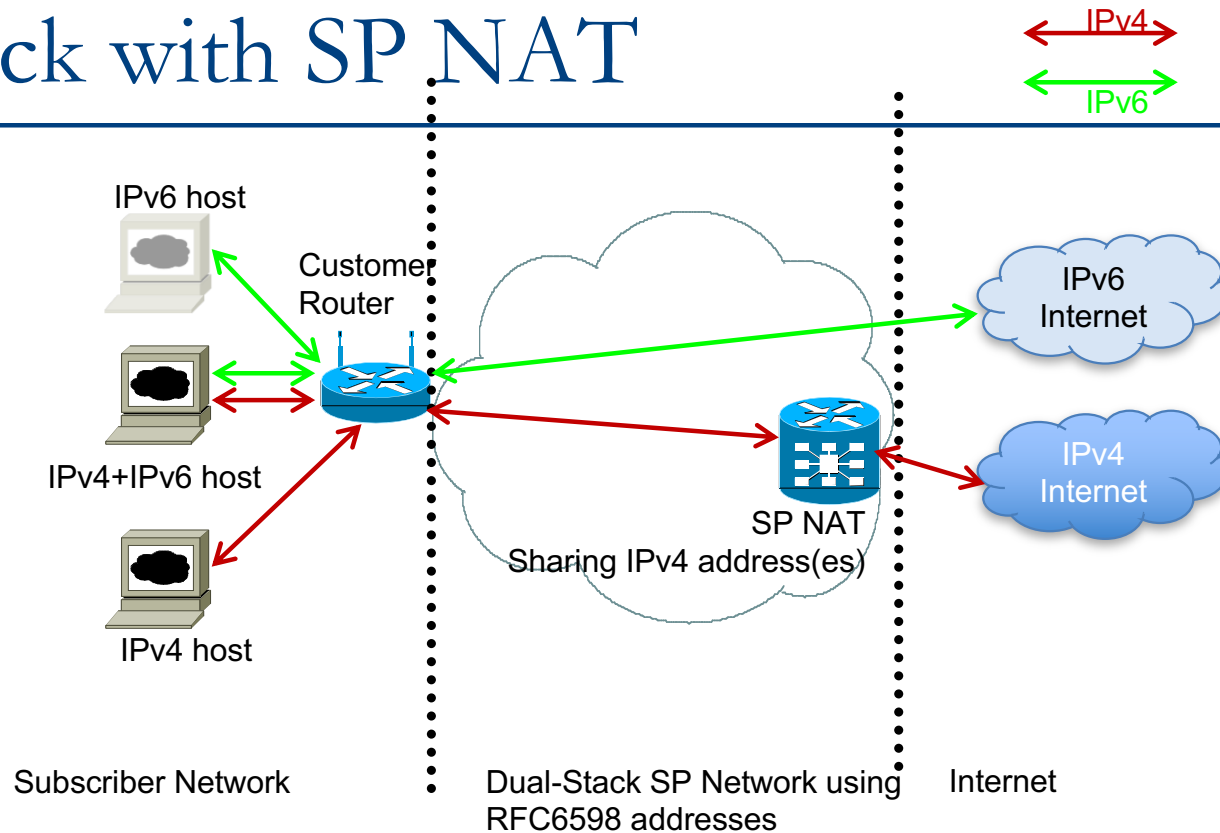 ck with SP NAT
IPv4
IPv6
IPv6 host
Customer
Router
IPv6
Internet
IPv4+IPv6 host
IPv4
Internet
SP NAT
Sharing IPv4 address(es)
IPv4 host
Subscriber Network
Dual-Stack SP Network using
RFC6598 addresses
Internet